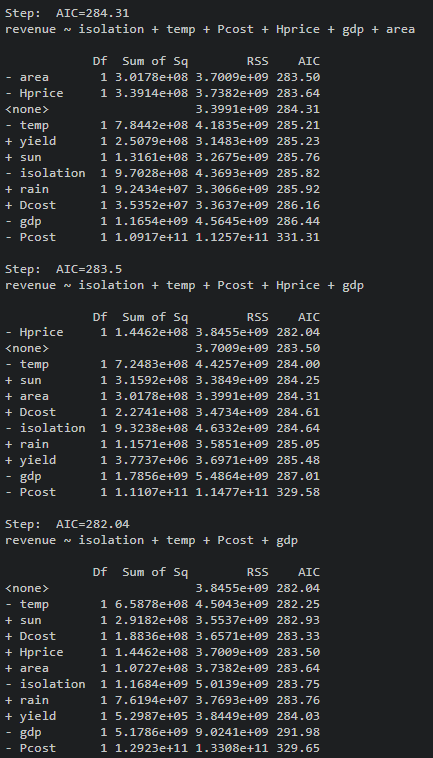 Step:  AIC=284.31
revenue ~ isolation + temp + Pcost + Hprice + gdp + area

            Df  Sum of Sq        RSS    AIC
- area       1 3.0178e+08 3.7009e+09 283.50
- Hprice     1 3.3914e+08 3.7382e+09 283.64
<none>                    3.3991e+09 284.31
- temp       1 7.8442e+08 4.1835e+09 285.21
+ yield      1 2.5079e+08 3.1483e+09 285.23
+ sun        1 1.3161e+08 3.2675e+09 285.76
- isolation  1 9.7028e+08 4.3693e+09 285.82
+ rain       1 9.2434e+07 3.3066e+09 285.92
+ Dcost      1 3.5352e+07 3.3637e+09 286.16
- gdp        1 1.1654e+09 4.5645e+09 286.44
- Pcost      1 1.0917e+11 1.1257e+11 331.31

Step:  AIC=283.5
revenue ~ isolation + temp + Pcost + Hprice + gdp

            Df  Sum of Sq        RSS    AIC
- Hprice     1 1.4462e+08 3.8455e+09 282.04
<none>                    3.7009e+09 283.50
- temp       1 7.2483e+08 4.4257e+09 284.00
+ sun        1 3.1592e+08 3.3849e+09 284.25
+ area       1 3.0178e+08 3.3991e+09 284.31
+ Dcost      1 2.2741e+08 3.4734e+09 284.61
- isolation  1 9.3238e+08 4.6332e+09 284.64
+ rain       1 1.1571e+08 3.5851e+09 285.05
+ yield      1 3.7737e+06 3.6971e+09 285.48
- gdp        1 1.7856e+09 5.4864e+09 287.01
- Pcost      1 1.1107e+11 1.1477e+11 329.58

Step:  AIC=282.04
revenue ~ isolation + temp + Pcost + gdp

            Df  Sum of Sq        RSS    AIC
<none>                    3.8455e+09 282.04
- temp       1 6.5878e+08 4.5043e+09 282.25
+ sun        1 2.9182e+08 3.5537e+09 282.93
+ Dcost      1 1.8836e+08 3.6571e+09 283.33
+ Hprice     1 1.4462e+08 3.7009e+09 283.50
+ area       1 1.0728e+08 3.7382e+09 283.64
- isolation  1 1.1684e+09 5.0139e+09 283.75
+ rain       1 7.6194e+07 3.7693e+09 283.76
+ yield      1 5.2987e+05 3.8449e+09 284.03
- gdp        1 5.1786e+09 9.0241e+09 291.98
- Pcost      1 1.2923e+11 1.3308e+11 329.65